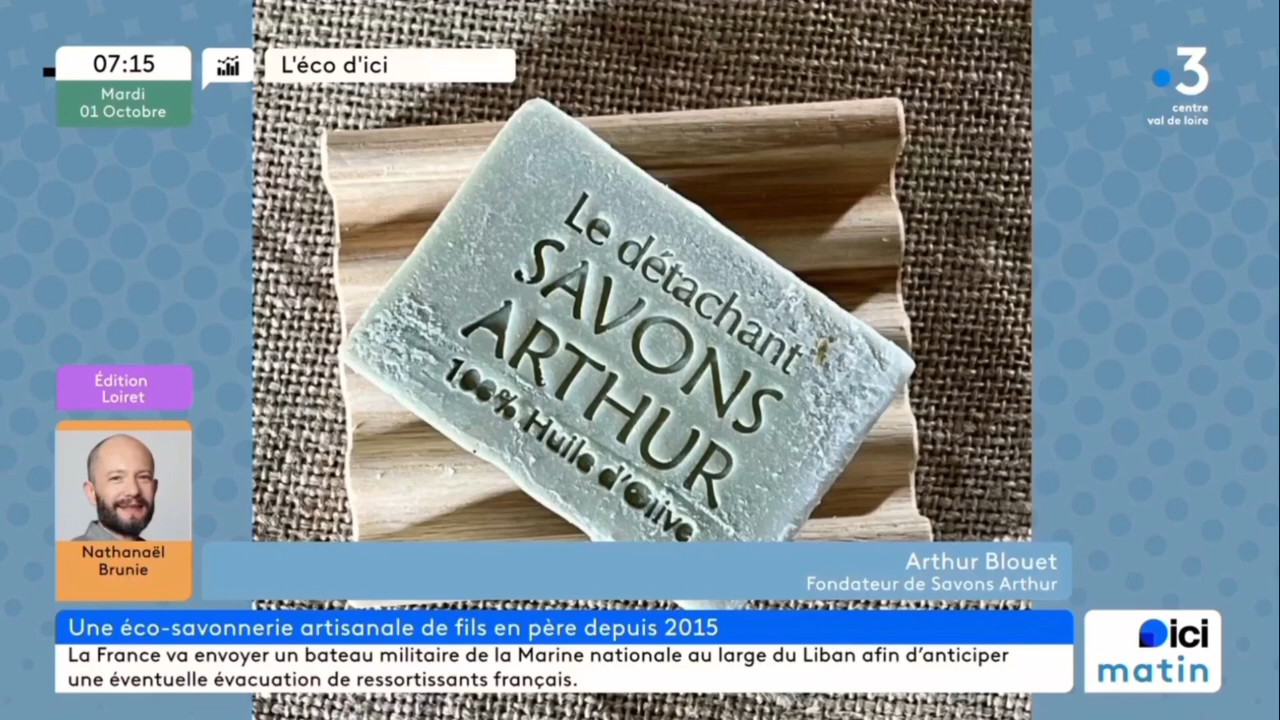 07:15
Mardi
01 Octobre
L'éco d'ici
3
centre
val de loire
Le détachant
SAVONS
ARTHUR
100% Huile d'Olive
Édition
Loiret
Nathanaël
Brunie
Arthur Blouet
Fondateur de Savons Arthur
Une éco-savonnerie artisanale de fils en père depuis 2015
La France va envoyer un bateau militaire de la Marine nationale au large du Liban afin d’anticiper
une éventuelle évacuation de ressortissants français.
ici
matin